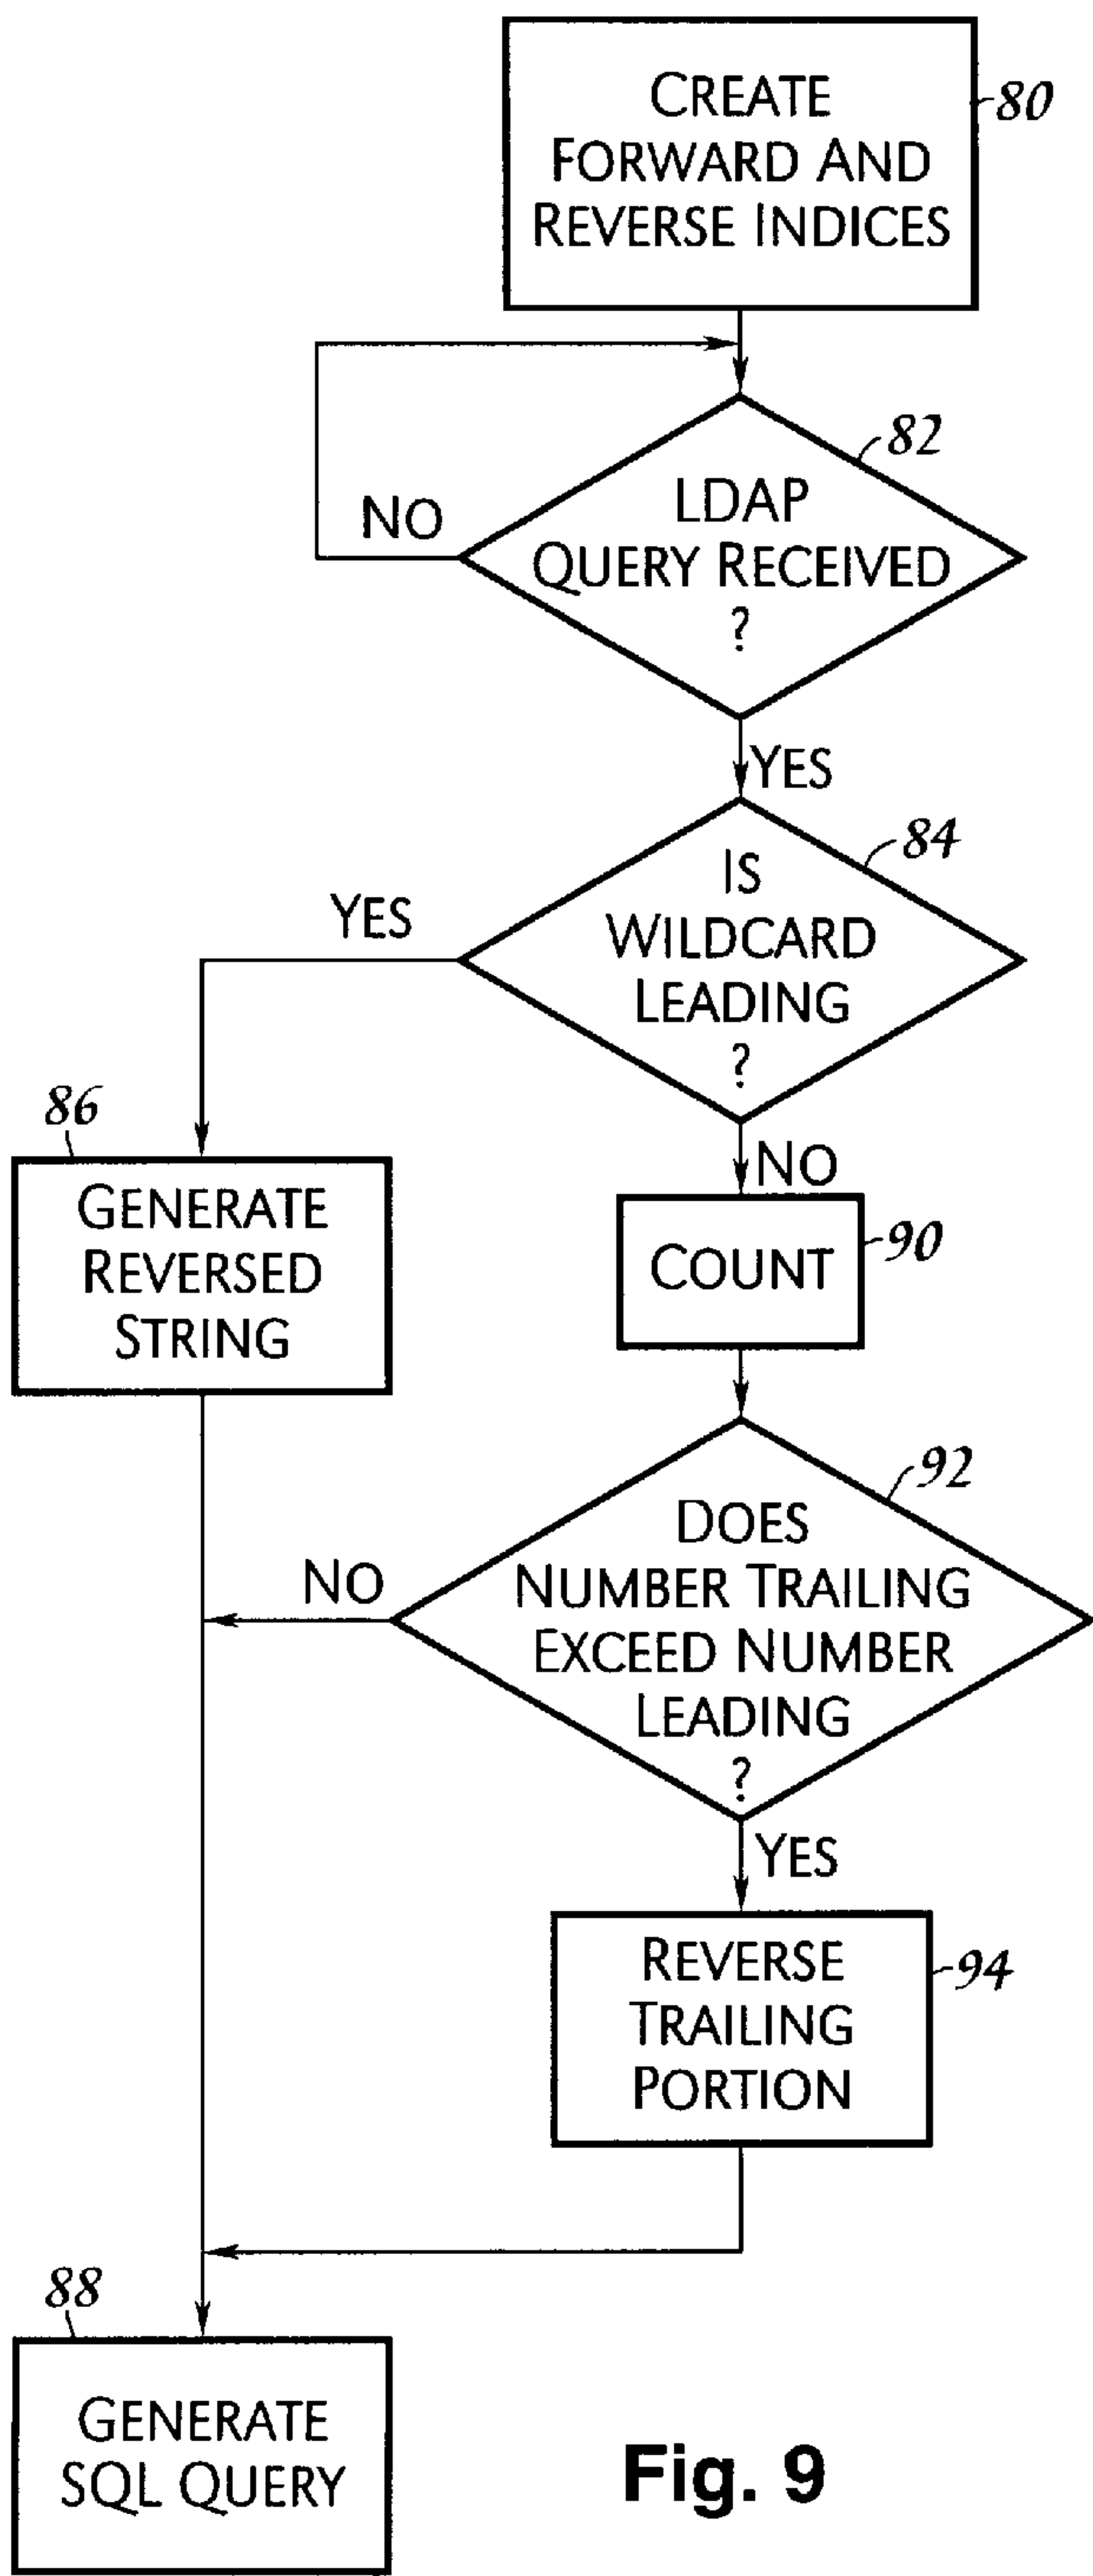 CREATE
FORWARD AND
REVERSE INDICES
80
82
LDAP
QUERY RECEIVED
?
NO
YES
84
IS
WILDCARD
LEADING
?
YES
NO
86
GENERATE
REVERSED
STRING
COUNT
90
92
DOES
NUMBER TRAILING
EXCEED NUMBER
LEADING
?
NO
YES
REVERSE
TRAILING
PORTION
94
88
GENERATE
SQL QUERY
Fig. 9